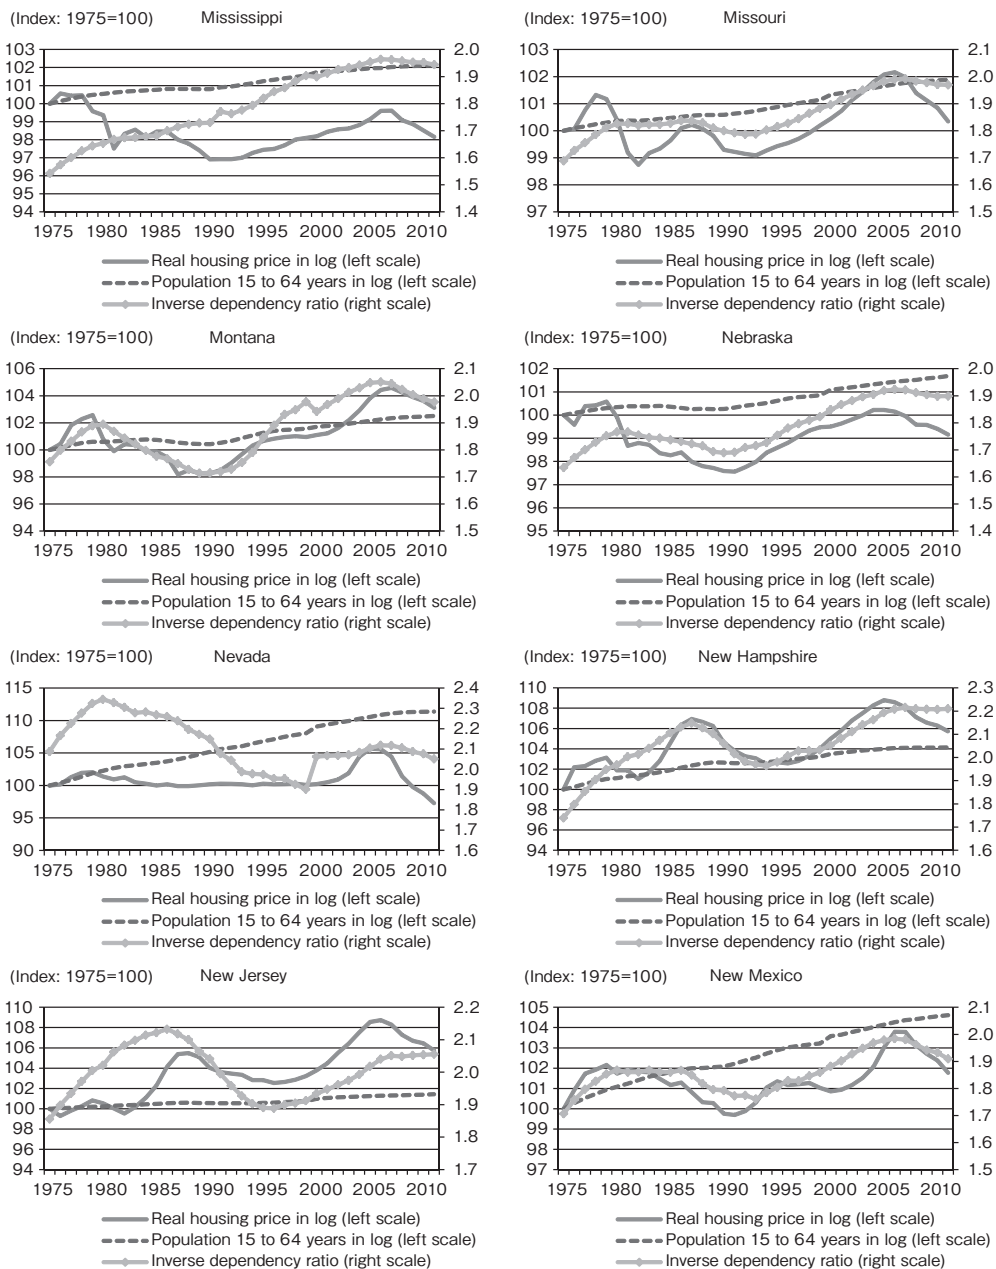 (Index: 1975=100) Mississippi
103 2.0
102 1.9
101
100 1.8
99 1.7
98
97 1.6
96 1.5
95
94 1.4
1975 1980 1985 1990 1995 2000 2005 2010
Real housing price in log (left scale)
Population 15 to 64 years in log (left scale)
Inverse dependency ratio (right scale)
(Index: 1975=100) Missouri
103 2.1
102 2.0
101 1.9
100 1.8
99 1.7
98 1.6
97 1.5
1975 1980 1985 1990 1995 2000 2005 2010
Real housing price in log (left scale)
Population 15 to 64 years in log (left scale)
Inverse dependency ratio (right scale)
(Index: 1975=100) Montana
106 2.1
104 2.0
102 1.9
100 1.8
98 1.7
96 1.6
94 1.5
1975 1980 1985 1990 1995 2000 2005 2010
Real housing price in log (left scale)
Population 15 to 64 years in log (left scale)
Inverse dependency ratio (right scale)
(Index: 1975=100) Nebraska
102 2.0
101 1.9
100 1.8
99
98 1.7
97 1.6
96 1.5
95 1.4
1975 1980 1985 1990 1995 2000 2005 2010
Real housing price in log (left scale)
Population 15 to 64 years in log (left scale)
Inverse dependency ratio (right scale)
(Index: 1975=100) Nevada
115 2.4
2.3
110 2.2
105 2.1
2.0
100 1.9
95 1.8
1.7
90 1.6
1975 1980 1985 1990 1995 2000 2005 2010
Real housing price in log (left scale)
Population 15 to 64 years in log (left scale)
Inverse dependency ratio (right scale)
(Index: 1975=100) New Hampshire
110 2.3
108 2.2
106 2.1
104 2.0
102 1.9
100
98 1.8
96 1.7
94 1.6
1975 1980 1985 1990 1995 2000 2005 2010
Real housing price in log (left scale)
Population 15 to 64 years in log (left scale)
Inverse dependency ratio (right scale)
(Index: 1975=100) New Jersey
110 2.2
108
106 2.1
104 2.0
102
100 1.9
98 1.8
96
94 1.7
1975 1980 1985 1990 1995 2000 2005 2010
Real housing price in log (left scale)
Population 15 to 64 years in log (left scale)
Inverse dependency ratio (right scale)
(Index: 1975=100) New Mexico
105 2.1
104 2.0
103 1.9
102
101 1.8
100 1.7
99 1.6
98
97 1.5
1975 1980 1985 1990 1995 2000 2005 2010
Real housing price in log (left scale)
Population 15 to 64 years in log (left scale)
Inverse dependency ratio (right scale)